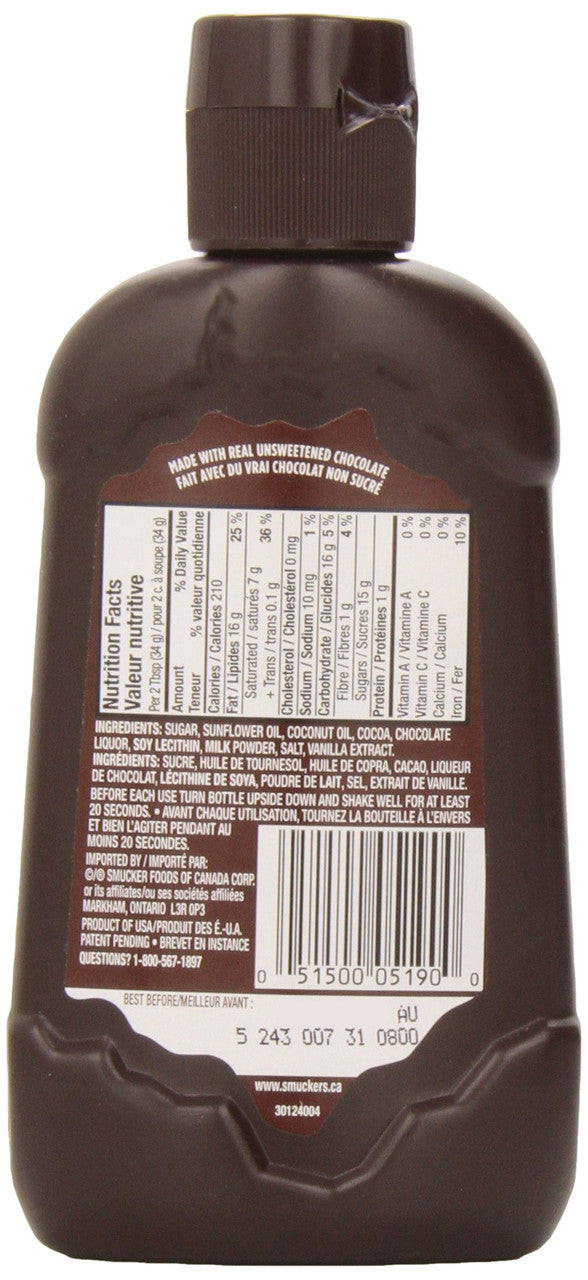 MADE WITH REAL UNSWEETENED CHOCOLATE
FAIT AVEC DU VRAI CHOCOLAT NON SUCRÉ
Nutrition Facts
Valeur nutritive
Per 2 Tbsp (34 g) / pour 2 c. à soupe (34 g)
Amount % Daily Value
Teneur % valeur quotidienne
Calories / Calories 210
Fat / Lipides 16 g 25 %
Saturated / saturés 7 g
+ Trans / trans 0.1 g 36 %
Cholesterol / Cholestérol 0 mg
Sodium / Sodium 10 mg 1 %
Carbohydrate / Glucides 16 g 5 %
Fibre / Fibres 1 g 4 %
Sugars / Sucres 15 g
Protein / Protéines 1 g
Vitamin A / Vitamine A 0 %
Vitamin C / Vitamine C 0 %
Calcium / Calcium 0 %
Iron / Fer 10 %
INGREDIENTS: SUGAR, SUNFLOWER OIL, COCONUT OIL, COCOA, CHOCOLATE
LIQUOR, SOY LECITHIN, MILK POWDER, SALT, VANILLA EXTRACT.
INGRÉDIENTS: SUCRE, HUILE DE TOURNESOL, HUILE DE COPRA, CACAO, LIQUEUR
DE CHOCOLAT, LÉCITHINE DE SOYA, POUDRE DE LAIT, SEL, EXTRAIT DE VANILLE.
BEFORE EACH USE TURN BOTTLE UPSIDE DOWN AND SHAKE WELL FOR AT LEAST
20 SECONDS. • AVANT CHAQUE UTILISATION, TOURNEZ LA BOUTEILLE À L'ENVERS
ET BIEN L'AGITER PENDANT AU
MOINS 20 SECONDES.
IMPORTED BY / IMPORTÉ PAR:
©/® SMUCKER FOODS OF CANADA CORP.
or its affiliates/ou ses sociétés affiliées
MARKHAM, ONTARIO L3R 0P3
PRODUCT OF USA/PRODUIT DES É.-U.A.
PATENT PENDING • BREVET EN INSTANCE
QUESTIONS? 1-800-567-1897
0 51500 05190 0
BEST BEFORE/MEILLEUR AVANT :
AU
5 243 007 31 0800
www.smuckers.ca
30124004